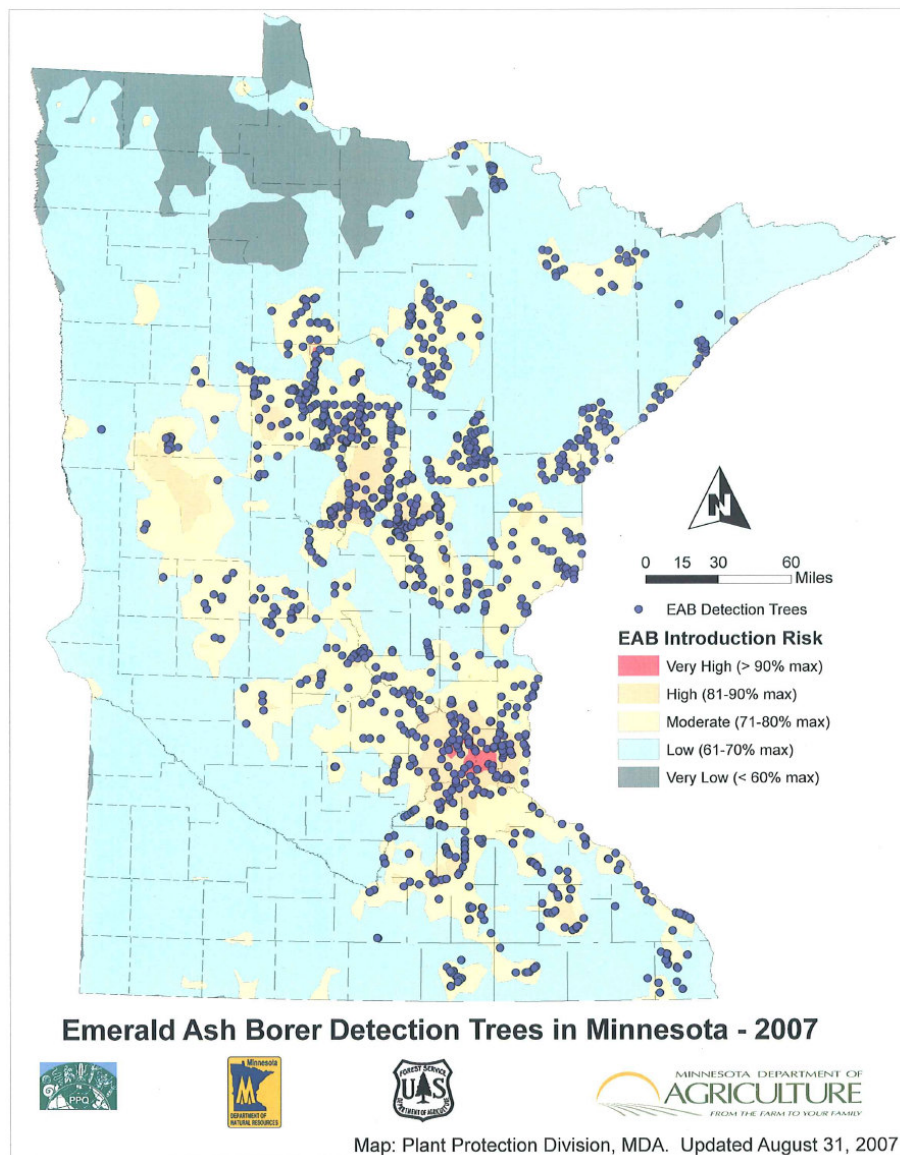 N
0 15 30 60
Miles
EAB Detection Trees
EAB Introduction Risk
Very High (> 90% max)
High (81-90% max)
Moderate (71-80% max)
Low (61-70% max)
Very Low (< 60% max)
Emerald Ash Borer Detection Trees in Minnesota - 2007
PPQ
Minnesota
DEPARTMENT OF
NATURAL RESOURCES
FOREST SERVICE
U S
DEPARTMENT OF AGRICULTURE
MINNESOTA DEPARTMENT OF
AGRICULTURE
FROM THE FARM TO YOUR FAMILY
Map: Plant Protection Division, MDA. Updated August 31, 2007